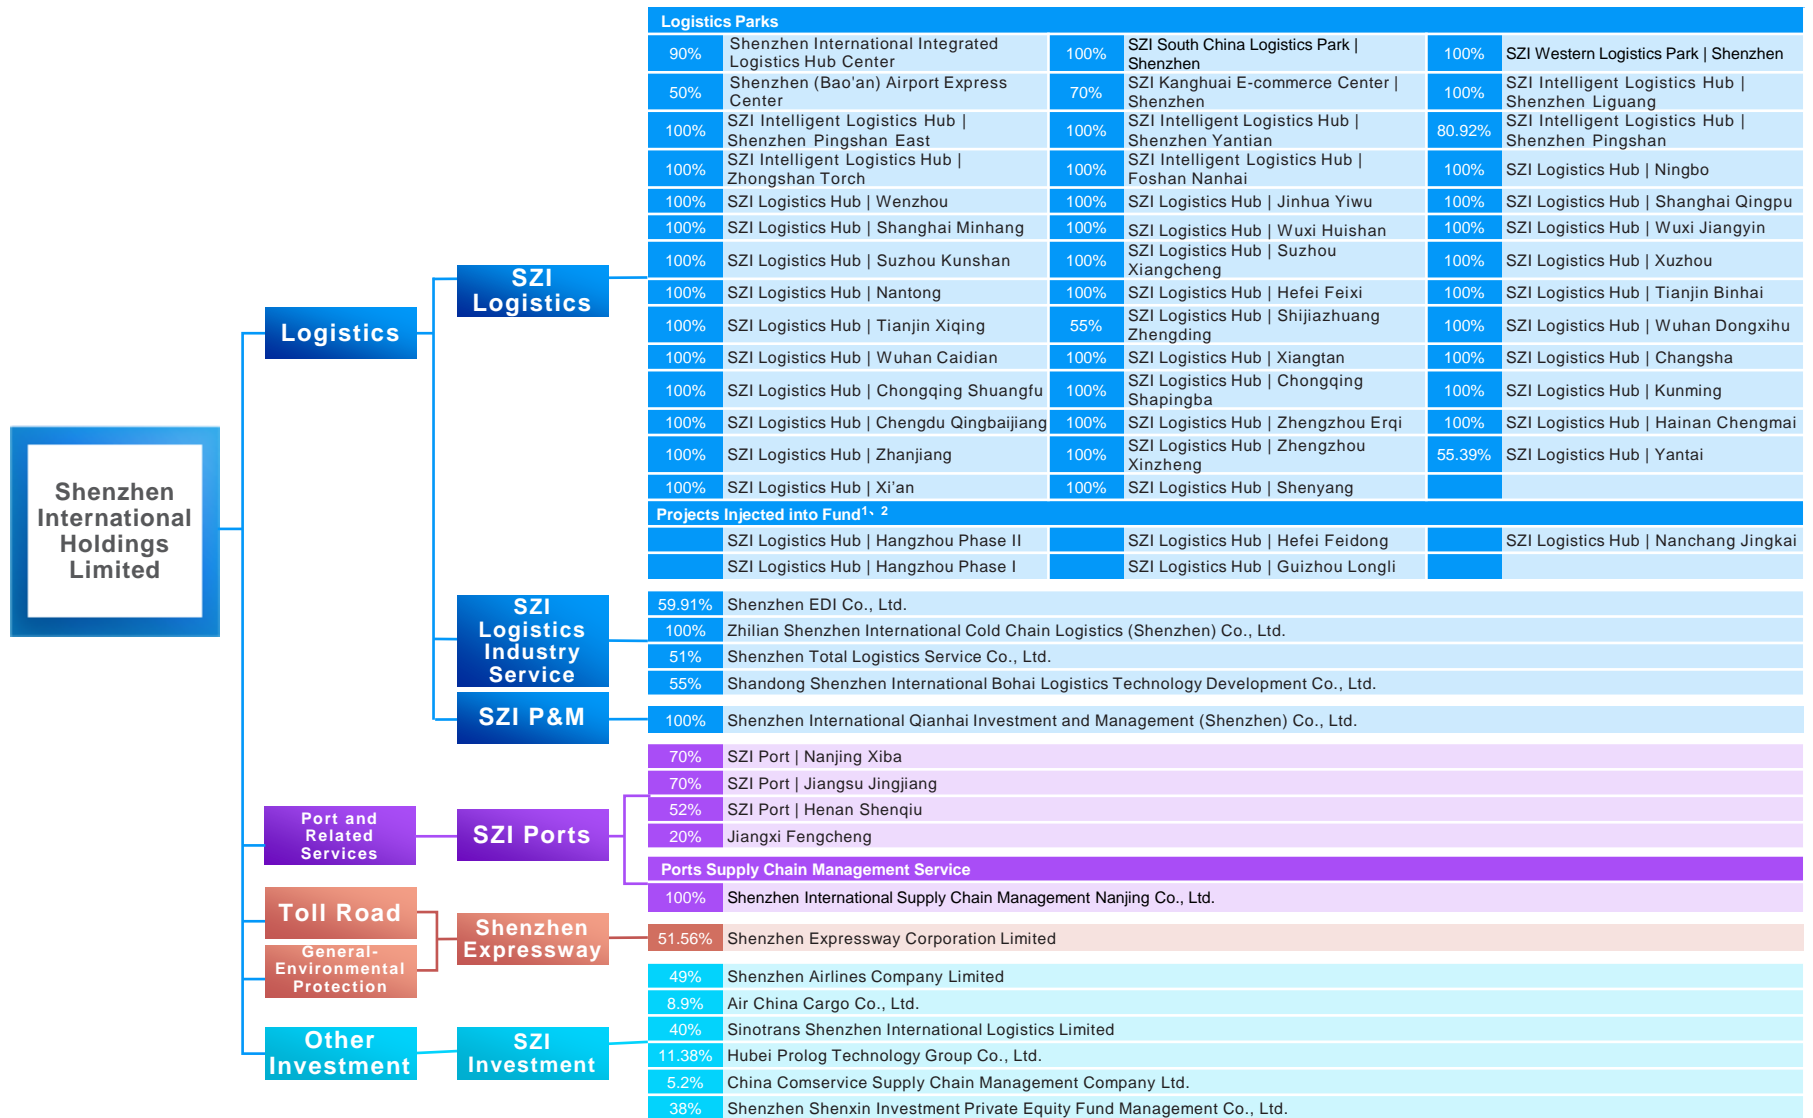 Shenzhen
International
Holdings
Limited
Logistics
SZI
Logistics
Logistics Parks
90% Shenzhen International Integrated
Logistics Hub Center
100% SZI South China Logistics Park |
Shenzhen
100% SZI Western Logistics Park | Shenzhen
50% Shenzhen (Bao'an) Airport Express
Center
70% SZI Kanghuai E-commerce Center |
Shenzhen
100% SZI Intelligent Logistics Hub |
Shenzhen Liguang
100% SZI Intelligent Logistics Hub |
Shenzhen Pingshan East
100% SZI Intelligent Logistics Hub |
Shenzhen Yantian
80.92% SZI Intelligent Logistics Hub |
Shenzhen Pingshan
100% SZI Intelligent Logistics Hub |
Zhongshan Torch
100% SZI Intelligent Logistics Hub |
Foshan Nanhai
100% SZI Logistics Hub | Ningbo
100% SZI Logistics Hub | Wenzhou
100% SZI Logistics Hub | Jinhua Yiwu
100% SZI Logistics Hub | Shanghai Qingpu
100% SZI Logistics Hub | Shanghai Minhang
100% SZI Logistics Hub | Wuxi Huishan
100% SZI Logistics Hub | Wuxi Jiangyin
100% SZI Logistics Hub | Suzhou Kunshan
100% SZI Logistics Hub | Suzhou
Xiangcheng
100% SZI Logistics Hub | Xuzhou
100% SZI Logistics Hub | Nantong
100% SZI Logistics Hub | Hefei Feixi
100% SZI Logistics Hub | Tianjin Binhai
100% SZI Logistics Hub | Tianjin Xiqing
55% SZI Logistics Hub | Shijiazhuang
Zhengding
100% SZI Logistics Hub | Wuhan Dongxihu
100% SZI Logistics Hub | Wuhan Caidian
100% SZI Logistics Hub | Xiangtan
100% SZI Logistics Hub | Changsha
100% SZI Logistics Hub | Chongqing Shuangfu
100% SZI Logistics Hub | Chongqing
Shapingba
100% SZI Logistics Hub | Kunming
100% SZI Logistics Hub | Chengdu Qingbaijiang
100% SZI Logistics Hub | Zhengzhou Erqi
100% SZI Logistics Hub | Hainan Chengmai
100% SZI Logistics Hub | Zhanjiang
100% SZI Logistics Hub | Zhengzhou
Xinzheng
55.39% SZI Logistics Hub | Yantai
100% SZI Logistics Hub | Xi'an
100% SZI Logistics Hub | Shenyang
Projects Injected into Fund1、2
SZI Logistics Hub | Hangzhou Phase II
SZI Logistics Hub | Hefei Feidong
SZI Logistics Hub | Nanchang Jingkai
SZI Logistics Hub | Hangzhou Phase I
SZI Logistics Hub | Guizhou Longli
SZI
Logistics
Industry
Service
59.91% Shenzhen EDI Co., Ltd.
100% Zhilian Shenzhen International Cold Chain Logistics (Shenzhen) Co., Ltd.
51% Shenzhen Total Logistics Service Co., Ltd.
55% Shandong Shenzhen International Bohai Logistics Technology Development Co., Ltd.
SZI P&M
100% Shenzhen International Qianhai Investment and Management (Shenzhen) Co., Ltd.
Port and
Related
Services
SZI Ports
70% SZI Port | Nanjing Xiba
70% SZI Port | Jiangsu Jingjiang
52% SZI Port | Henan Shenqiu
20% Jiangxi Fengcheng
Ports Supply Chain Management Service
100% Shenzhen International Supply Chain Management Nanjing Co., Ltd.
Toll Road
General-
Environmental
Protection
Shenzhen
Expressway
51.56% Shenzhen Expressway Corporation Limited
Other
Investment
SZI
Investment
49% Shenzhen Airlines Company Limited
8.9% Air China Cargo Co., Ltd.
40% Sinotrans Shenzhen International Logistics Limited
11.38% Hubei Prolog Technology Group Co., Ltd.
5.2% China Comservice Supply Chain Management Company Ltd.
38% Shenzhen Shenxin Investment Private Equity Fund Management Co., Ltd.